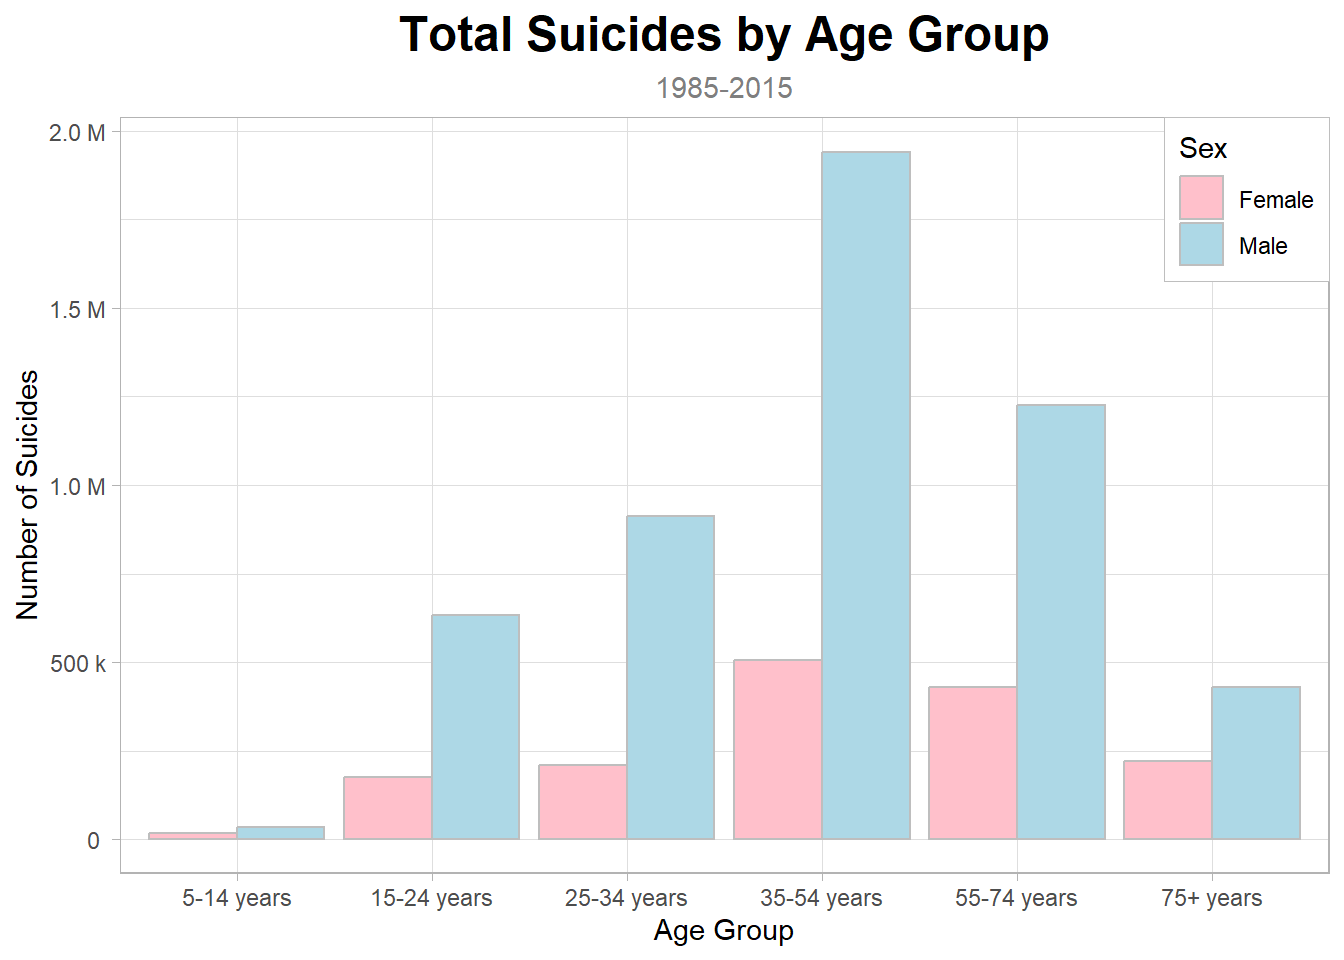 Total Suicides by Age Group
1985-2015
Sex
Female
Male
Number of Suicides
2.0 M
1.5 M
1.0 M
500 k
0
5-14 years 15-24 years 25-34 years 35-54 years 55-74 years 75+ years
Age Group